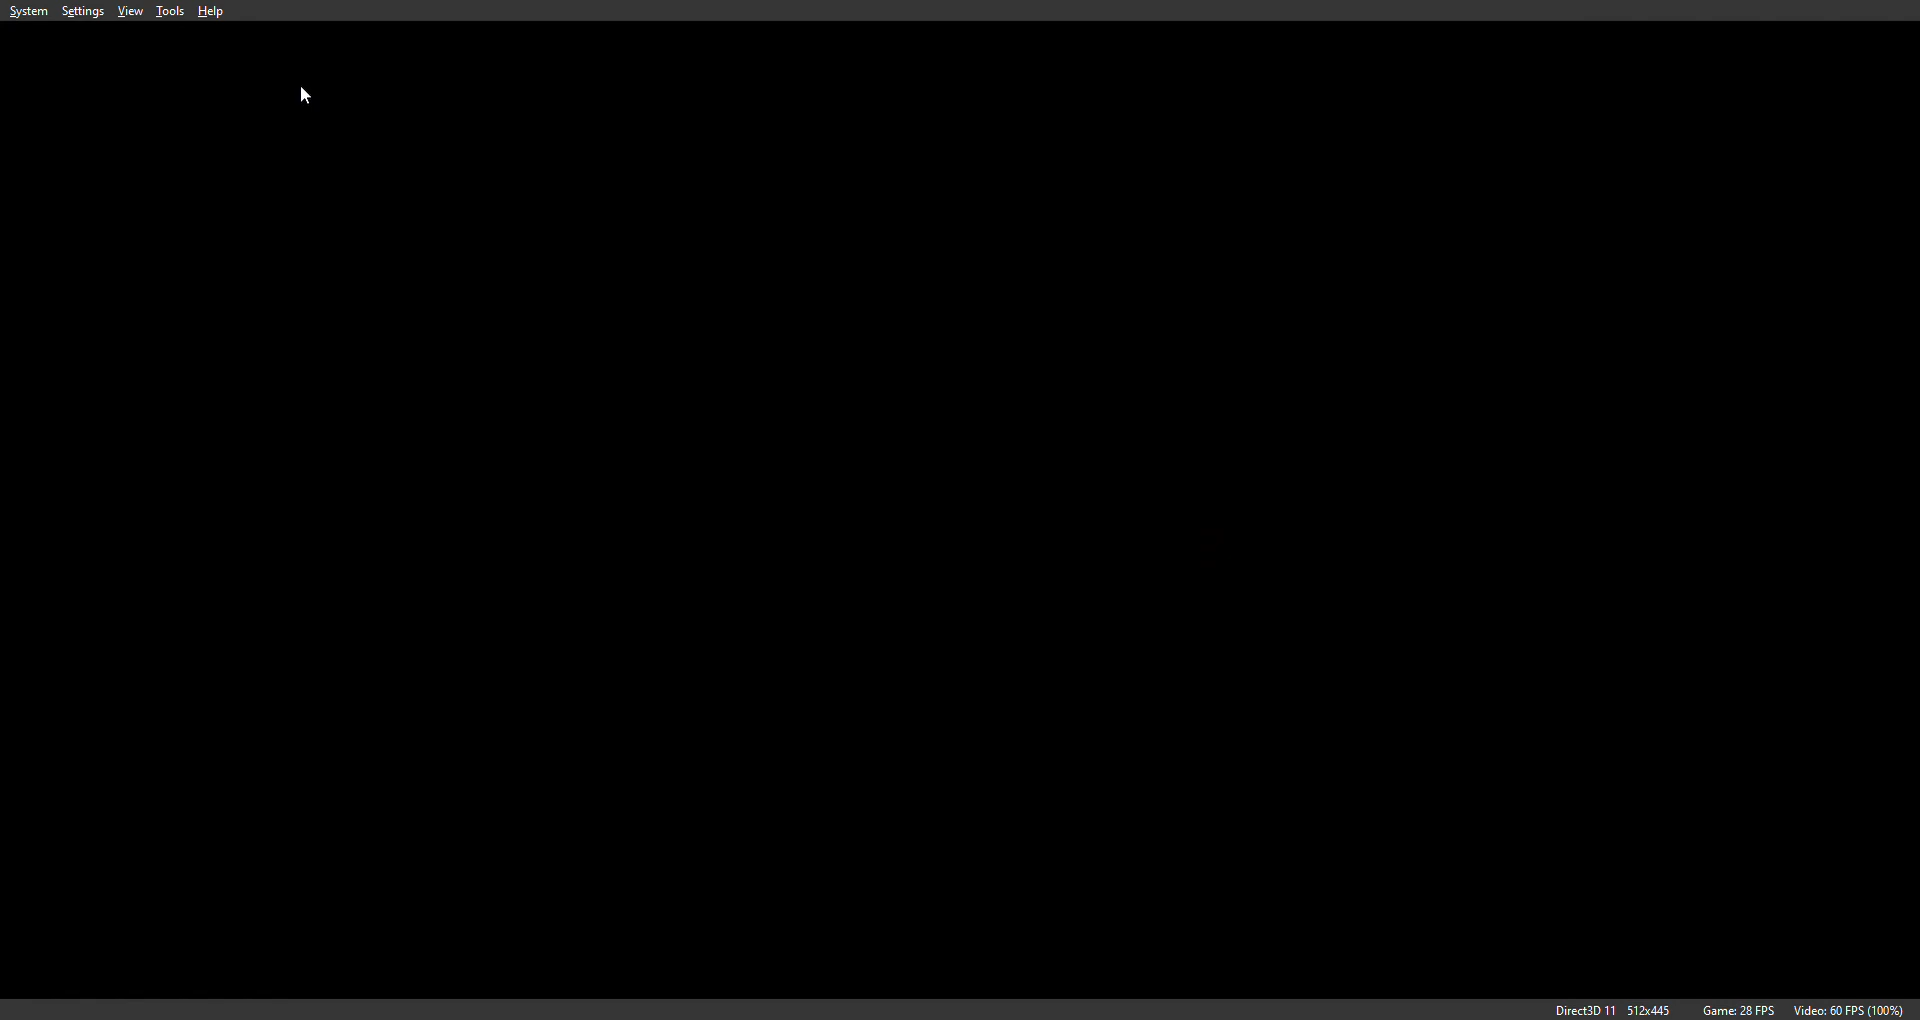 System Settings View Tools Help
Direct3D 11 512x445 Game: 28 FPS Video: 60 FPS (100%)